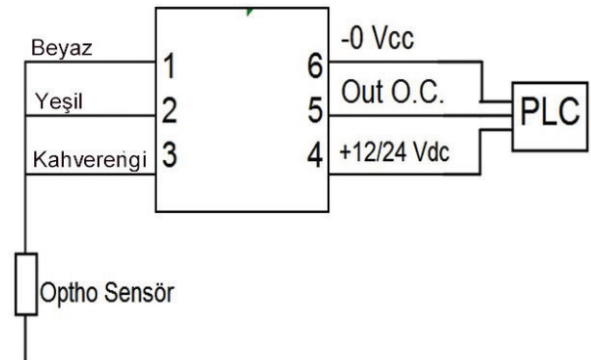 Beyaz
1
6
-0 Vcc
Yeşil
2
5
Out O.C.
PLC
Kahverengi
3
4
+12/24 Vdc
Optho Sensör